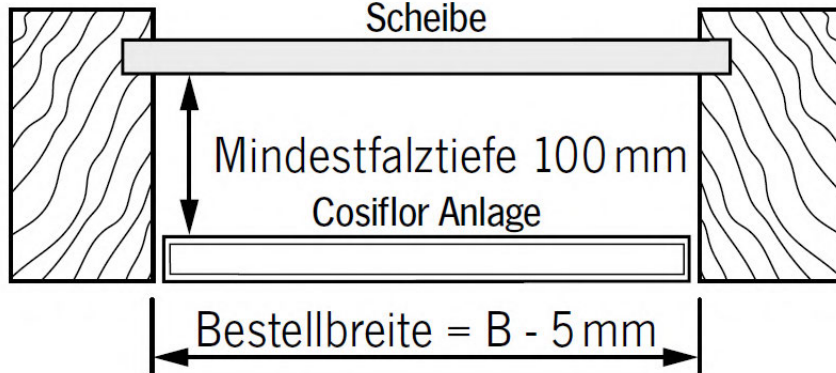 Scheibe
Mindestfalztiefe 100 mm
Cosiflor Anlage
Bestellbreite = B - 5 mm